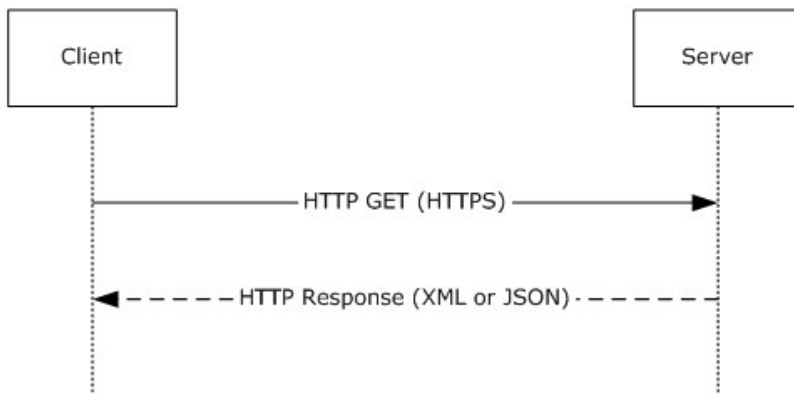 Client
Server
HTTP GET (HTTPS)
HTTP Response (XML or JSON)